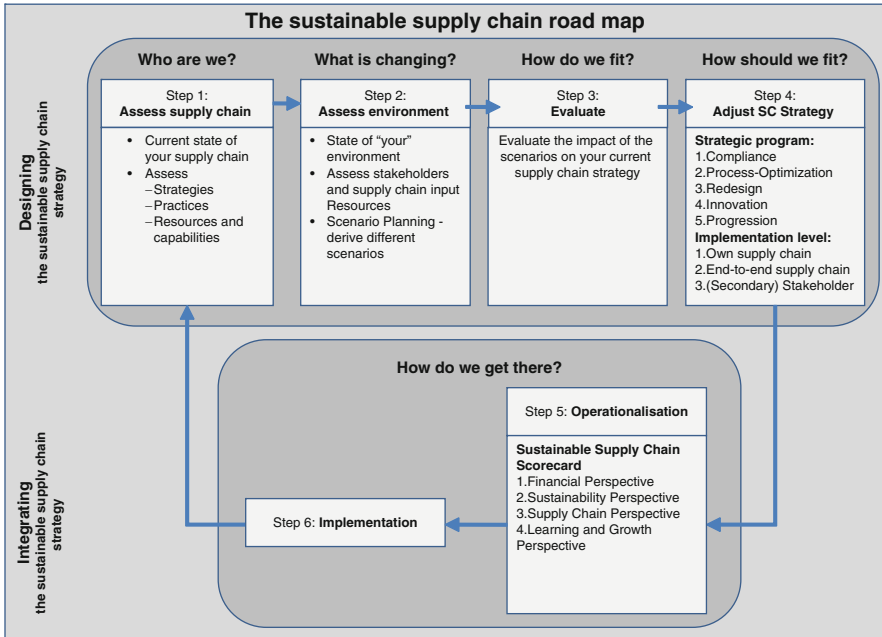 The sustainable supply chain road map
Designing
the sustainable supply chain
strategy
Who are we?
Step 1:
Assess supply chain
• Current state of
your supply chain
• Assess
–Strategies
–Practices
–Resources and
capabilities
What is changing?
Step 2:
Assess environment
• State of “your”
environment
• Assess stakeholders
and supply chain input
Resources
• Scenario Planning -
derive different
scenarios
How do we fit?
Step 3:
Evaluate
Evaluate the impact of the
scenarios on your current
supply chain strategy
How should we fit?
Step 4:
Adjust SC Strategy
Strategic program:
1.Compliance
2.Process-Optimization
3.Redesign
4.Innovation
5.Progression
Implementation level:
1.Own supply chain
2.End-to-end supply chain
3.(Secondary) Stakeholder
Integrating
the sustainable supply chain
strategy
How do we get there?
Step 5: Operationalisation
Sustainable Supply Chain
Scorecard
1.Financial Perspective
2.Sustainability Perspective
3.Supply Chain Perspective
4.Learning and Growth
Perspective
Step 6: Implementation